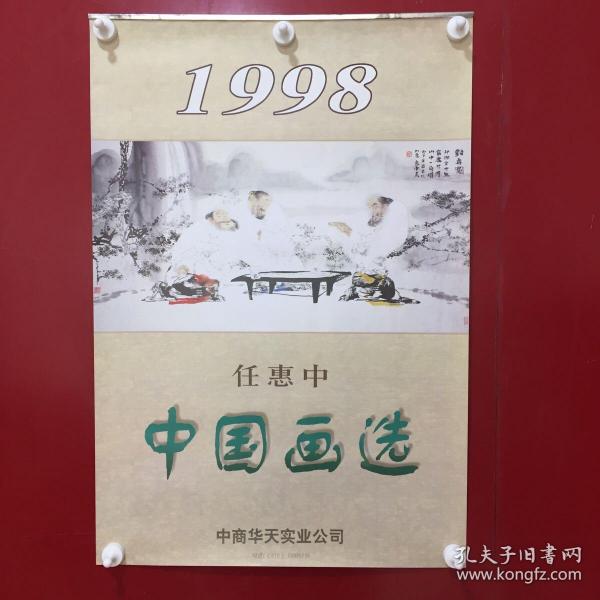 1998
任惠中
中国画选
中商华天实业公司
孔夫子旧书网
www.kongfz.com